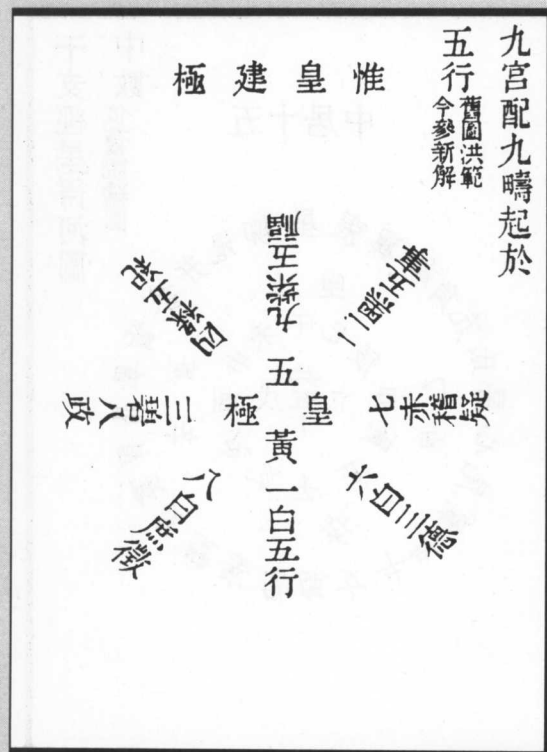 九宮配九疇起於
五行
舊圖洪範
今參新解
惟皇建極
九紫五福
二黑五事
七赤稽疑
六白三德
一白五行
八白庶徵
三碧八政
四綠五紀
五黃
皇極